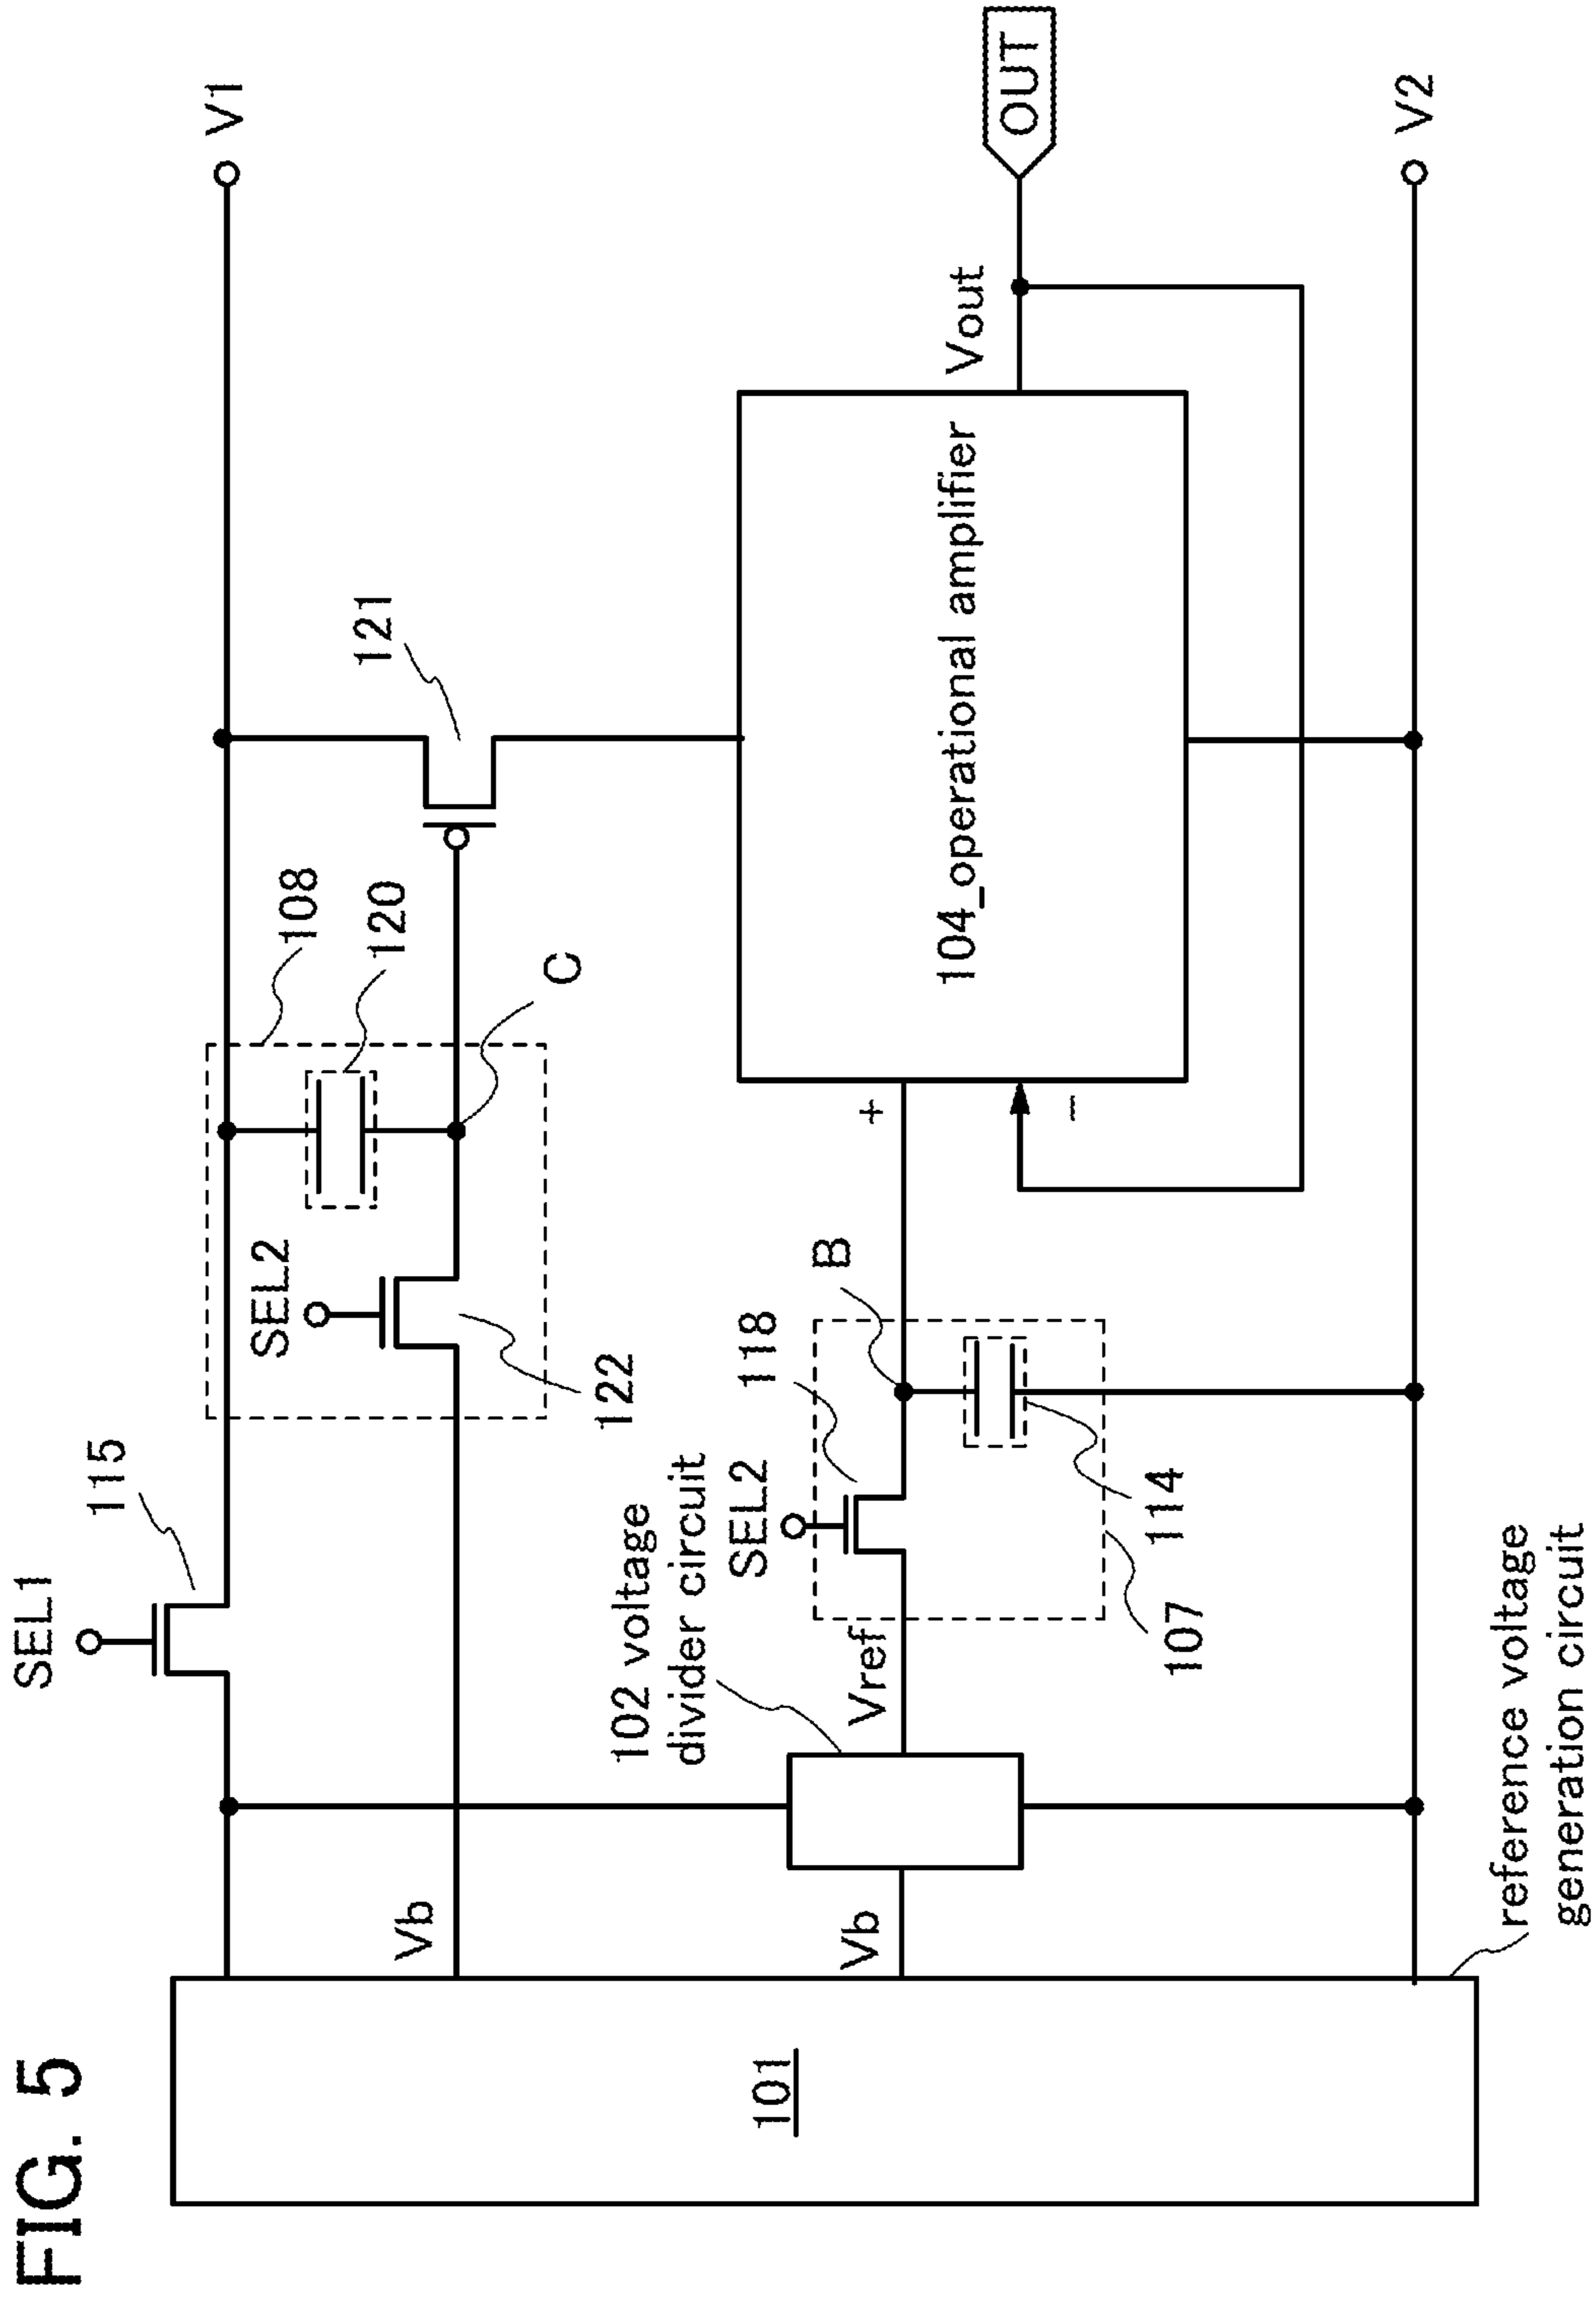 FIG. 5
SEL1
115
V1
108
120
SEL2
122
C
121
Vb
102 voltage
divider circuit
SEL2
118
B
Vb
Vref
114
107
+
−
104_operational amplifier
Vout
OUT
V2
101
reference voltage
generation circuit